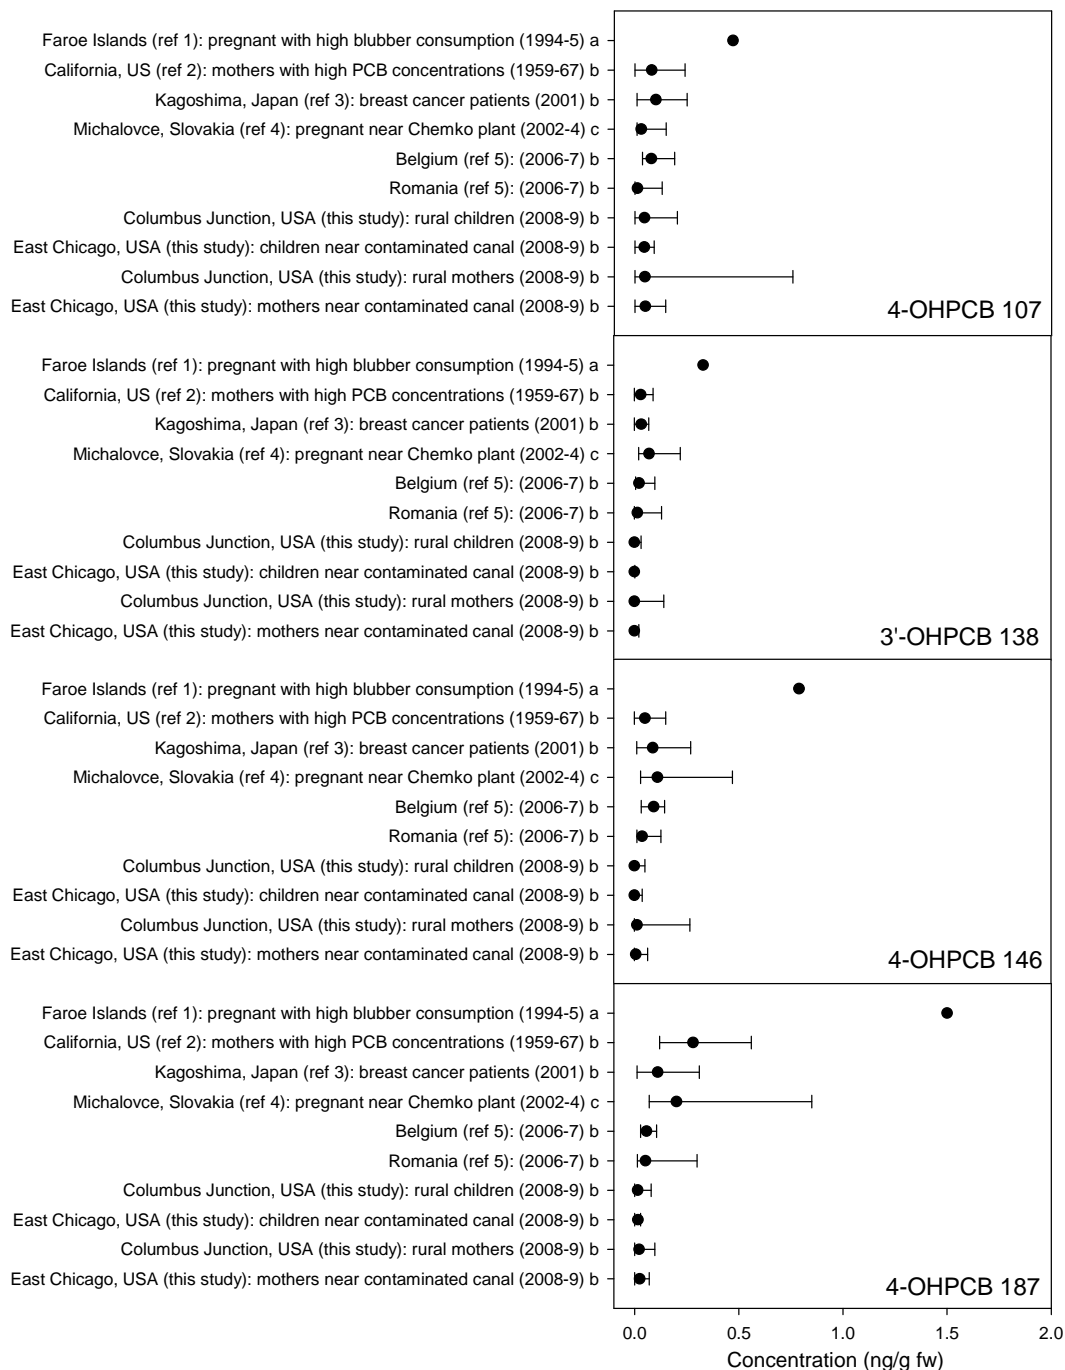 Faroe Islands (ref 1): pregnant with high blubber consumption (1994-5) a
California, US (ref 2): mothers with high PCB concentrations (1959-67) b
Kagoshima, Japan (ref 3): breast cancer patients (2001) b
Michalovce, Slovakia (ref 4): pregnant near Chemko plant (2002-4) c
Belgium (ref 5): (2006-7) b
Romania (ref 5): (2006-7) b
Columbus Junction, USA (this study): rural children (2008-9) b
East Chicago, USA (this study): children near contaminated canal (2008-9) b
Columbus Junction, USA (this study): rural mothers (2008-9) b
East Chicago, USA (this study): mothers near contaminated canal (2008-9) b
4-OHPCB 107
Faroe Islands (ref 1): pregnant with high blubber consumption (1994-5) a
California, US (ref 2): mothers with high PCB concentrations (1959-67) b
Kagoshima, Japan (ref 3): breast cancer patients (2001) b
Michalovce, Slovakia (ref 4): pregnant near Chemko plant (2002-4) c
Belgium (ref 5): (2006-7) b
Romania (ref 5): (2006-7) b
Columbus Junction, USA (this study): rural children (2008-9) b
East Chicago, USA (this study): children near contaminated canal (2008-9) b
Columbus Junction, USA (this study): rural mothers (2008-9) b
East Chicago, USA (this study): mothers near contaminated canal (2008-9) b
3'-OHPCB 138
Faroe Islands (ref 1): pregnant with high blubber consumption (1994-5) a
California, US (ref 2): mothers with high PCB concentrations (1959-67) b
Kagoshima, Japan (ref 3): breast cancer patients (2001) b
Michalovce, Slovakia (ref 4): pregnant near Chemko plant (2002-4) c
Belgium (ref 5): (2006-7) b
Romania (ref 5): (2006-7) b
Columbus Junction, USA (this study): rural children (2008-9) b
East Chicago, USA (this study): children near contaminated canal (2008-9) b
Columbus Junction, USA (this study): rural mothers (2008-9) b
East Chicago, USA (this study): mothers near contaminated canal (2008-9) b
4-OHPCB 146
Faroe Islands (ref 1): pregnant with high blubber consumption (1994-5) a
California, US (ref 2): mothers with high PCB concentrations (1959-67) b
Kagoshima, Japan (ref 3): breast cancer patients (2001) b
Michalovce, Slovakia (ref 4): pregnant near Chemko plant (2002-4) c
Belgium (ref 5): (2006-7) b
Romania (ref 5): (2006-7) b
Columbus Junction, USA (this study): rural children (2008-9) b
East Chicago, USA (this study): children near contaminated canal (2008-9) b
Columbus Junction, USA (this study): rural mothers (2008-9) b
East Chicago, USA (this study): mothers near contaminated canal (2008-9) b
4-OHPCB 187
0.0 0.5 1.0 1.5 2.0
Concentration (ng/g fw)